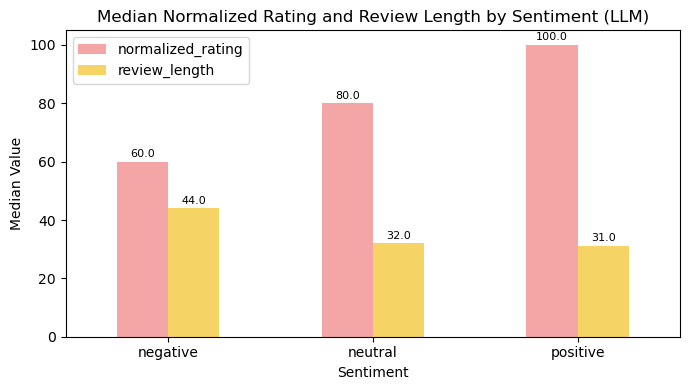 Median Normalized Rating and Review Length by Sentiment (LLM)
normalized_rating
review_length
Median Value
100
80
60
40
20
0
60.0
44.0
80.0
32.0
100.0
31.0
negative
neutral
positive
Sentiment